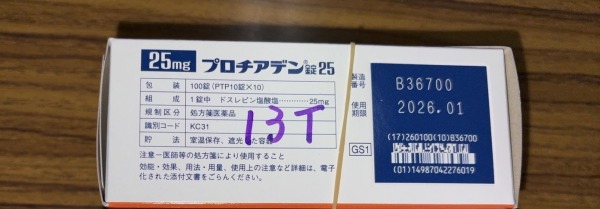 25mg プロチアデン®錠25
包装 100錠(PTP10錠×10)
組成 1錠中 ドスレピン塩酸塩…………25mg
規制区分 処方箋医薬品
識別コード KC31
貯法 室温保存、遮光した容器
13T
注意ー医師等の処方箋により使用すること
効能・効果、用法・用量、使用上の注意など詳細は、電子
化された添付文書をごらんください。
製造番号 B36700
使用期限 2026.01
(17)260100(10)B36700
GS1
(01)14987042276019